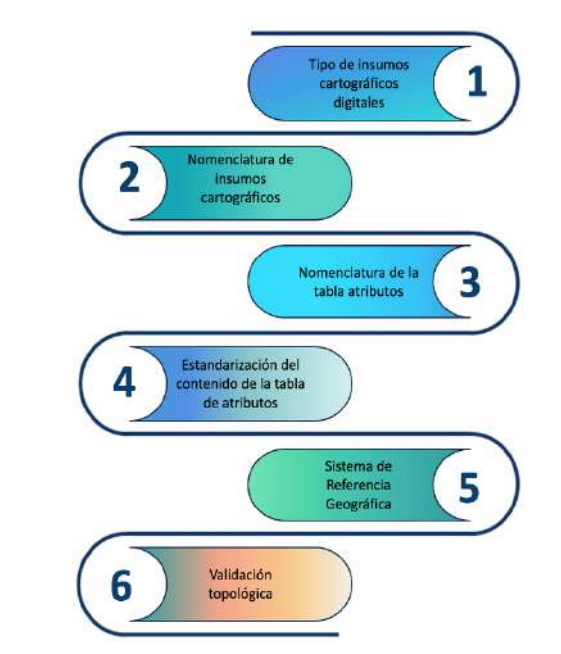 Tipo de insumos
cartográficos
digitales
1
2
Nomenclatura de
insumos
cartográficos
Nomenclatura de la
tabla atributos
3
4
Estandarización del
contenido de la tabla
de atributos
Sistema de
Referencia
Geográfica
5
6
Validación
topológica